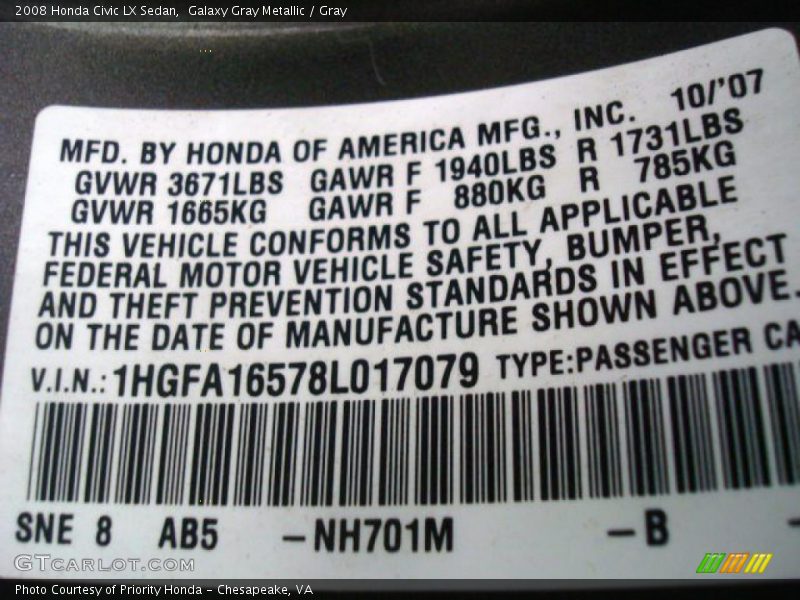 2008 Honda Civic LX Sedan,  Galaxy Gray Metallic / Gray
MFD. BY HONDA OF AMERICA MFG., INC. 10/'07
GVWR 3671LBS GAWR F 1940LBS R 1731LBS
GVWR 1665KG GAWR F 880KG R 785KG
THIS VEHICLE CONFORMS TO ALL APPLICABLE
FEDERAL MOTOR VEHICLE SAFETY, BUMPER,
AND THEFT PREVENTION STANDARDS IN EFFECT
ON THE DATE OF MANUFACTURE SHOWN ABOVE.
V.I.N.: 1HGFA16578L017079 TYPE:PASSENGER CA
SNE 8 AB5 -NH701M -B -
GTCARLOT.COM
Photo Courtesy of Priority Honda - Chesapeake, VA